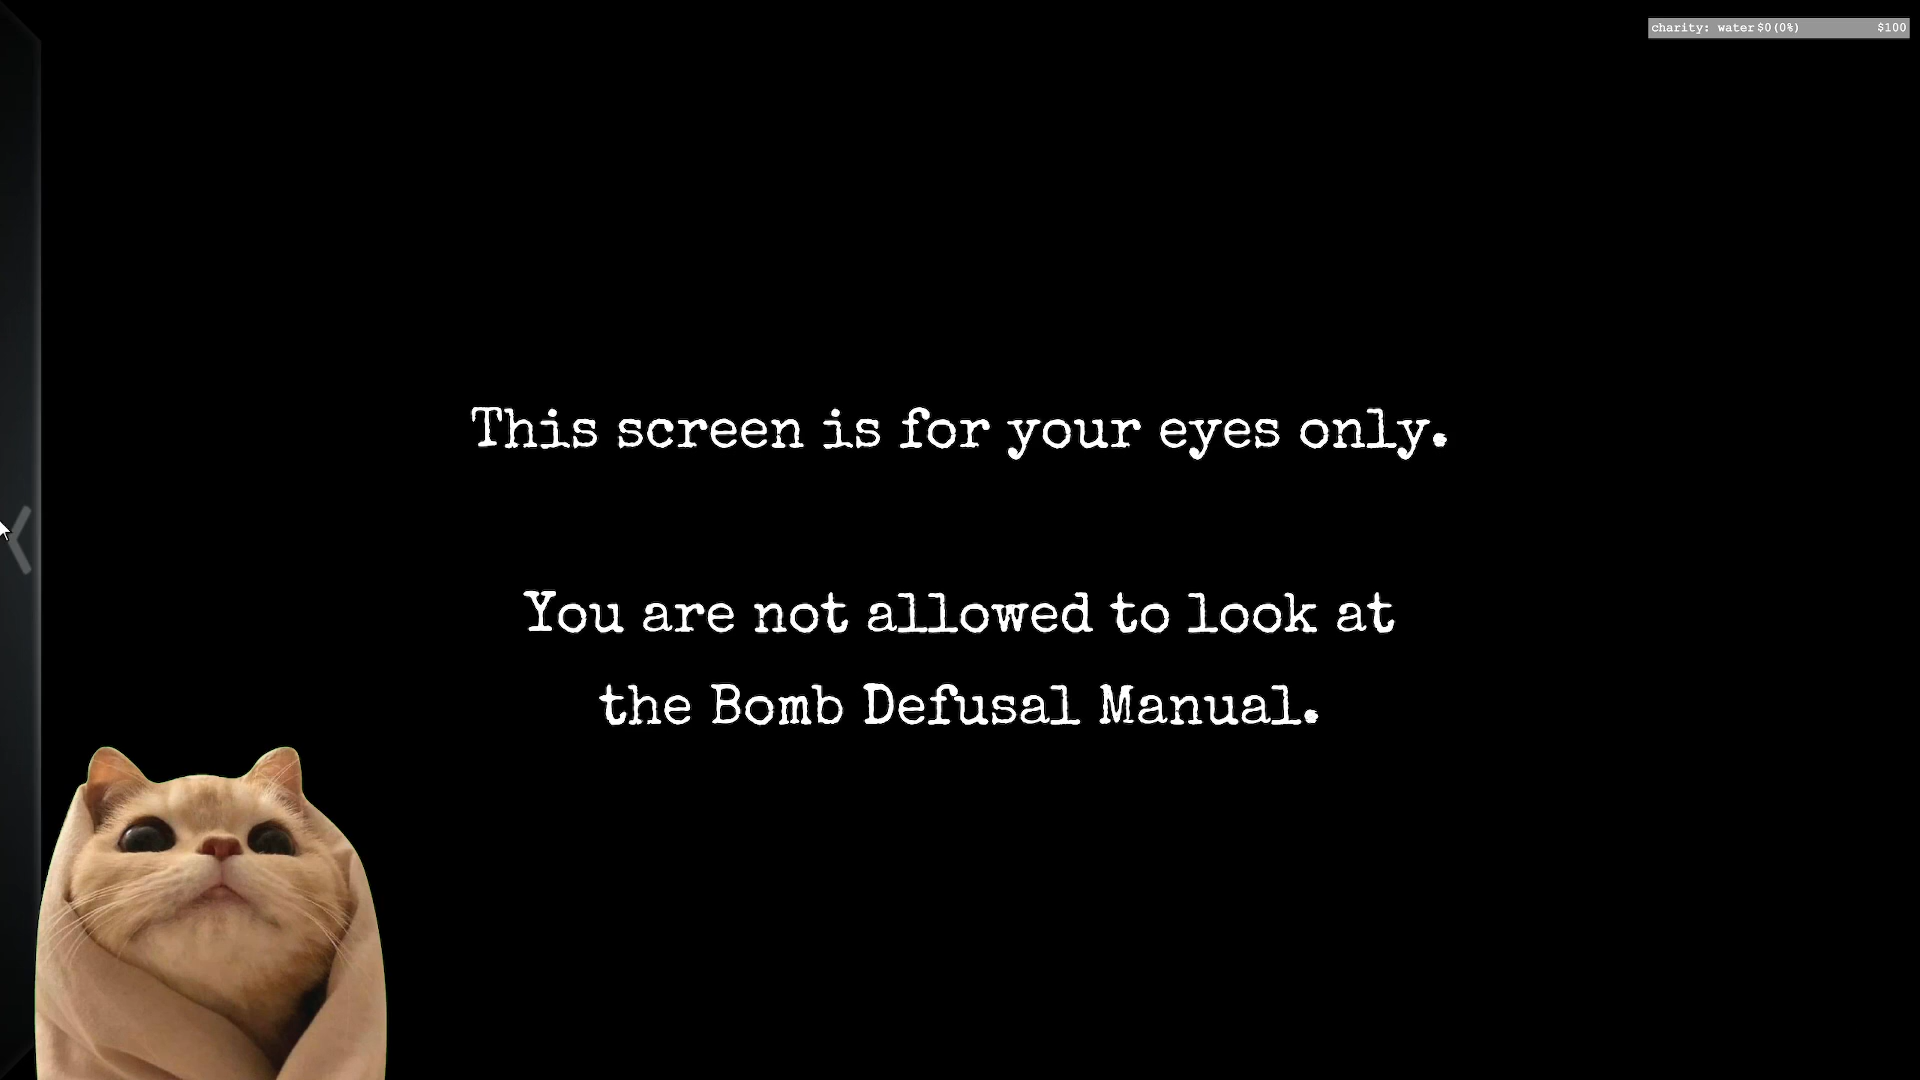 charity: water $0(0%) $100
This screen is for your eyes only.
You are not allowed to look at
the Bomb Defusal Manual.